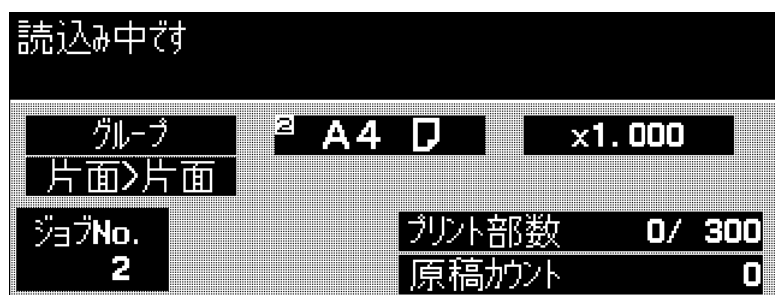 読込み中です
グループ 2 A4 x1.000
片面>片面
ジョブNo. プリント部数 0/ 300
2 原稿カウント 0